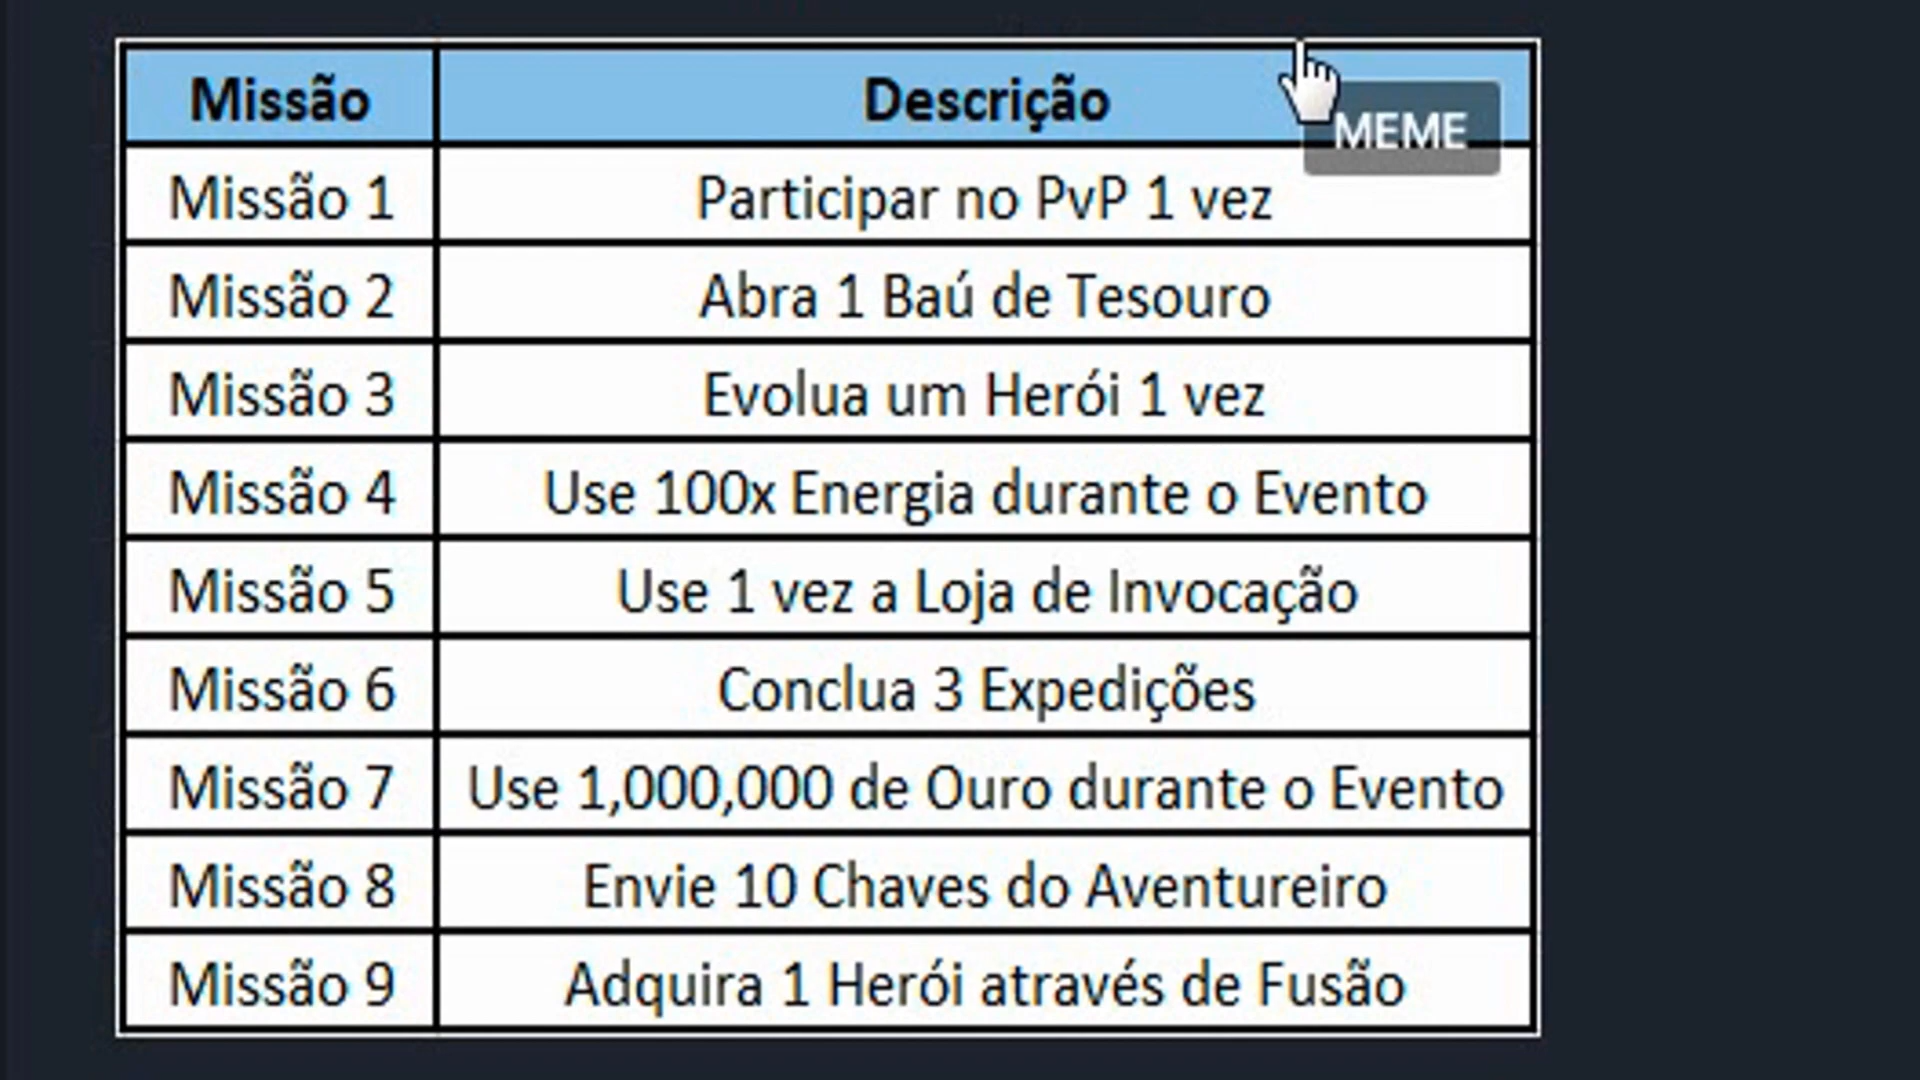 Missão Descrição
MEME
Missão 1 Participar no PvP 1 vez
Missão 2 Abra 1 Baú de Tesouro
Missão 3 Evolua um Herói 1 vez
Missão 4 Use 100x Energia durante o Evento
Missão 5 Use 1 vez a Loja de Invocação
Missão 6 Conclua 3 Expedições
Missão 7 Use 1,000,000 de Ouro durante o Evento
Missão 8 Envie 10 Chaves do Aventureiro
Missão 9 Adquira 1 Herói através de Fusão